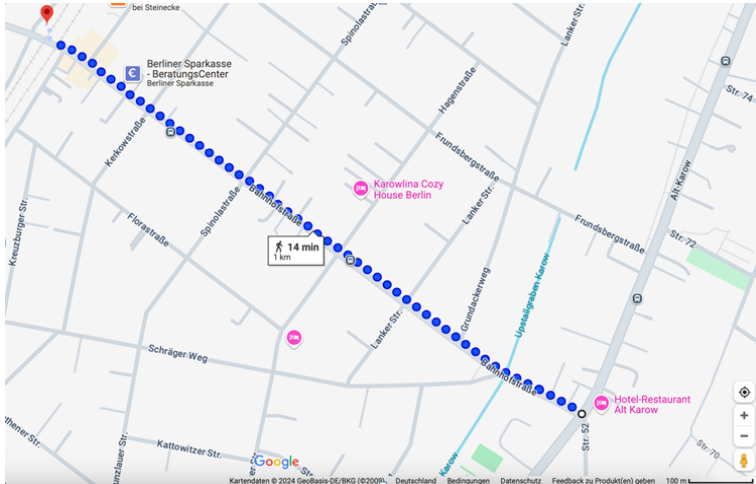 bei Steinecke
Berliner Sparkasse
- BeratungsCenter
Berliner Sparkasse
Spinolastraße
Lanker Str.
Hagenstraße
Str. 74
Kerkowstraße
Frundsbergstraße
Alt-Karow
Karowlina Cozy
House Berlin
Kreuzburger Str.
Florastraße
Spinolastraße
Bahnhofstraße
Lanker Str.
Frundsbergstraße
Str. 72
14 min
1 km
Grundackerweg
Upstallgraben Karow
Lanker Str.
Schräger Weg
Bahnhofstraße
Hotel-Restaurant
Alt Karow
Str. 52
Kattowitzer Str.
Karow
Str. 70
Google
Kartendaten © 2024 GeoBasis-DE/BKG (©2009)
Deutschland
Bedingungen
Datenschutz
Feedback zu Produkt(en) geben
100 m